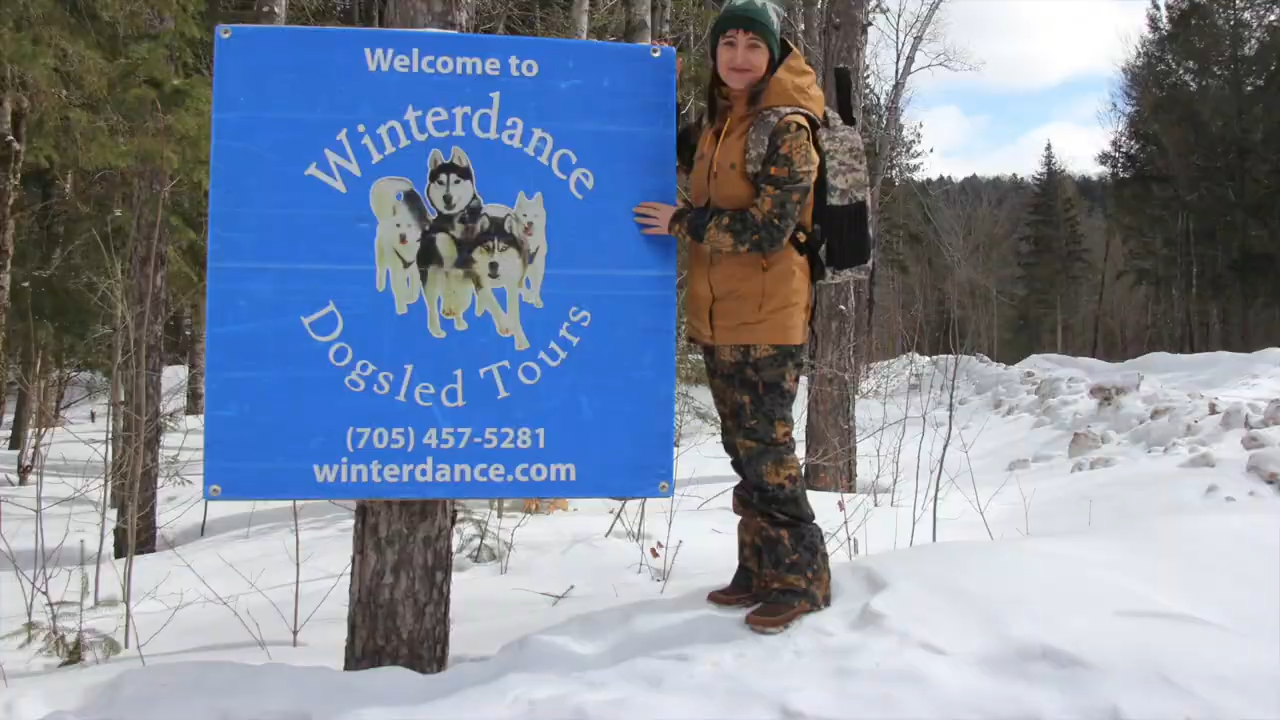 Welcome to
Winterdance
Dogsled Tours
(705) 457-5281
winterdance.com